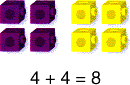 4 + 4 = 8